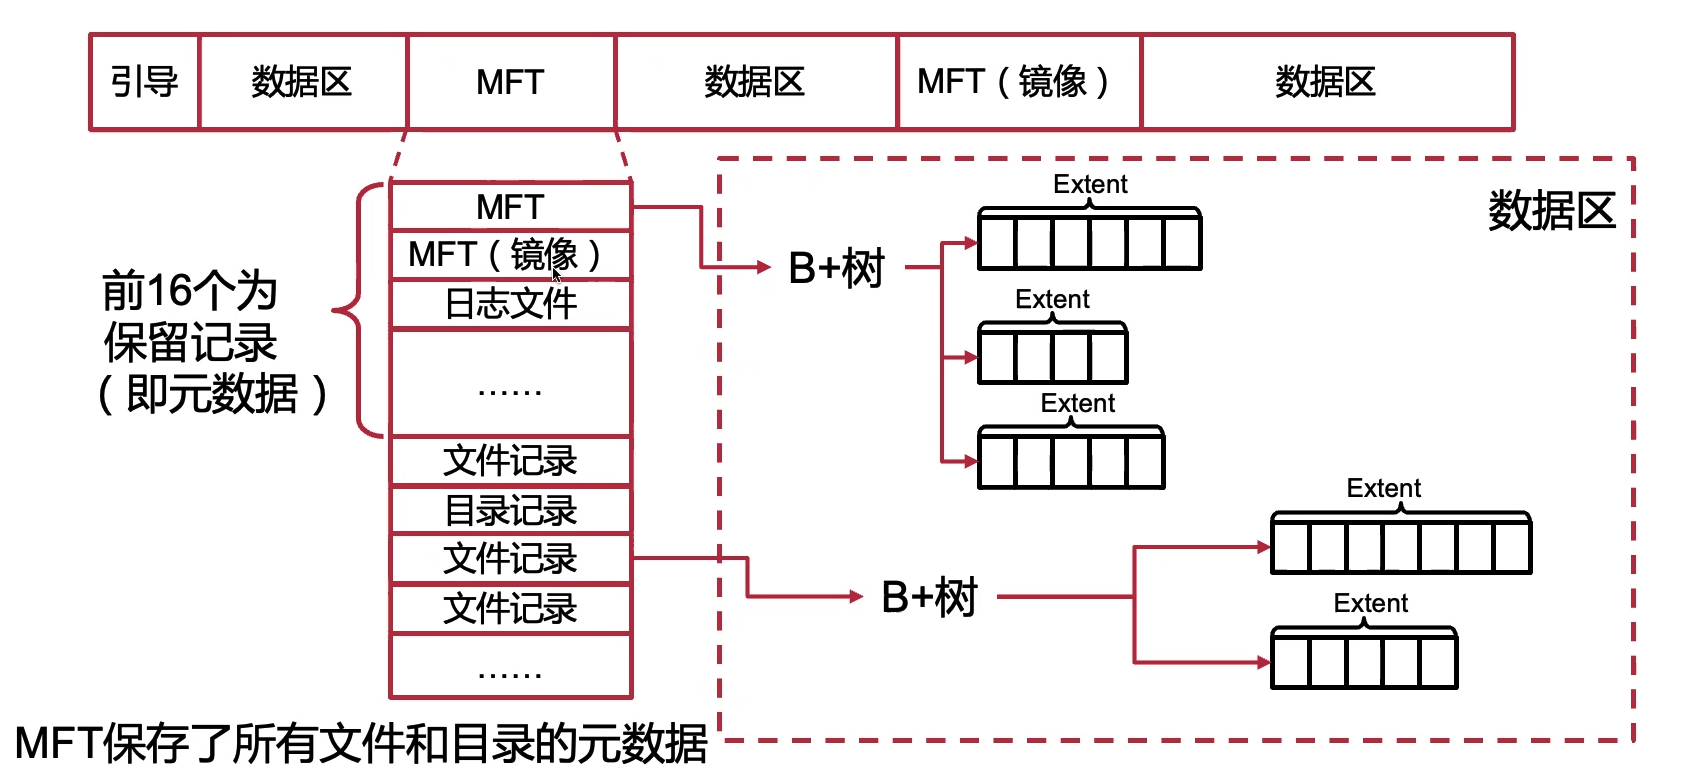 引导
数据区
MFT
数据区
MFT（镜像）
数据区
MFT
MFT（镜像）
日志文件
……
文件记录
目录记录
文件记录
文件记录
……
前16个为
保留记录
（即元数据）
数据区
B+树
Extent
Extent
Extent
B+树
Extent
Extent
MFT保存了所有文件和目录的元数据